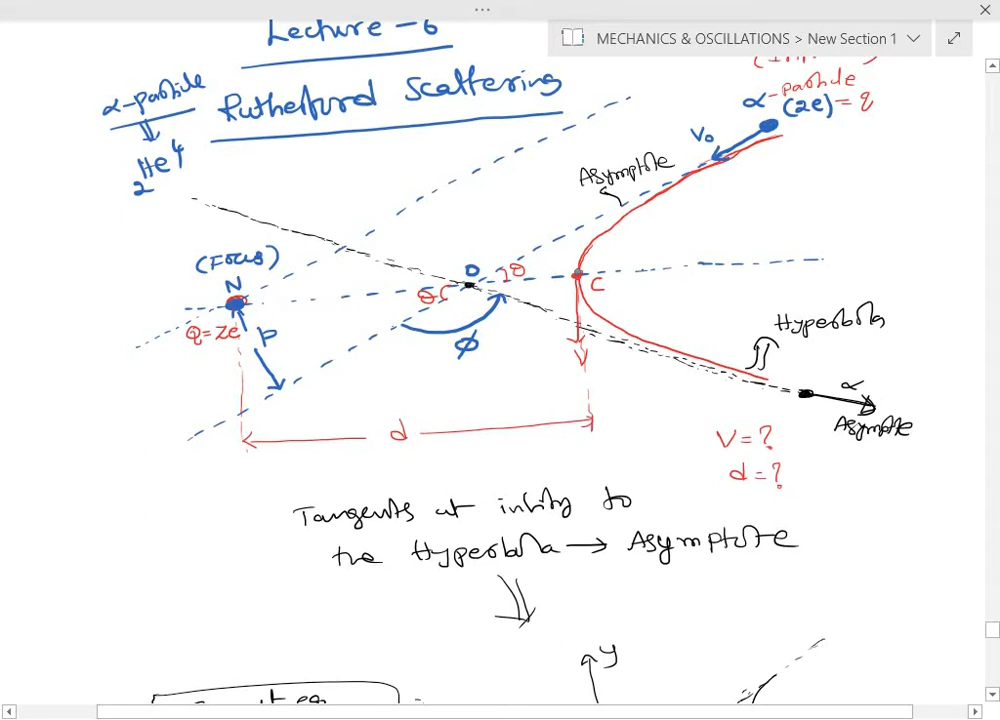 Lecture - 6
MECHANICS & OSCILLATIONS > New Section 1
α-particle
Rutherford Scattering
α-particle
(2e) = q
₂He⁴
V₀
Asymptote
(Focus)
N
O
θ
θ
C
Q=Ze
p
φ
V
Hyperbola
α
Asymptote
d
V = ?
d = ?
Tangents at infity to
the Hyperbola → Asymptote
y